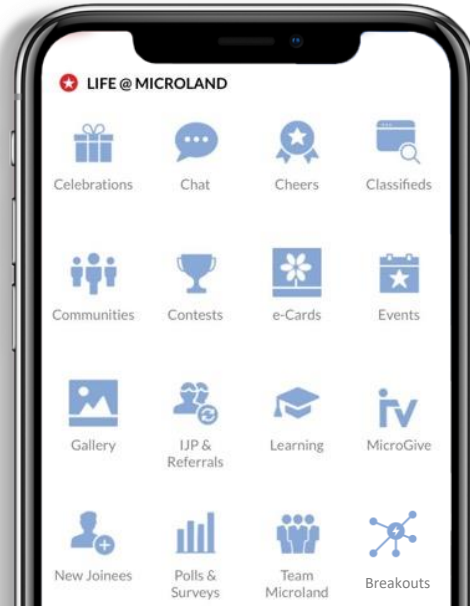 LIFE @ MICROLAND
Celebrations
Chat
Cheers
Classifieds
Communities
Contests
e-Cards
Events
Gallery
IJP &
Referrals
Learning
MicroGive
New Joinees
Polls &
Surveys
Team
Microland
Breakouts